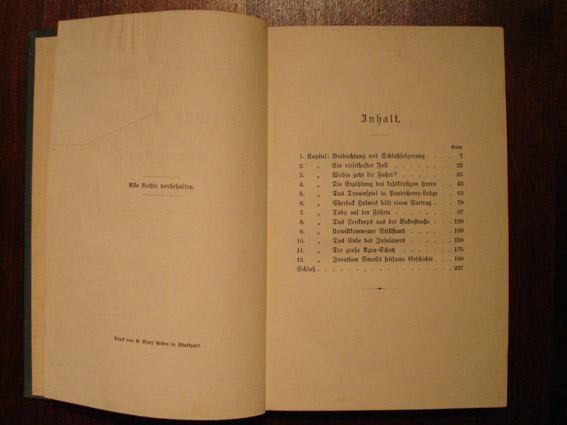 Alle Rechte vorbehalten.
Druck von A. Bonz' Erben in Stuttgart.
Inhalt.
Seite
1. Kapitel: Beobachtung und Schlußfolgerung . . . 7
2. „ Ein rätselhafter Fall . . . 22
3. „ Wohin geht die Fahrt? . . . 35
4. „ Die Erzählung des kahlköpfigen Herrn . . . 45
5. „ Das Trauerspiel in Pondicherry-Lodge . . . 63
6. „ Sherlock Holmes hält einen Vortrag . . . 79
7. „ Toby auf der Fährte . . . 97
8. „ Das Freikorps aus der Bakerstraße . . . 120
9. „ Unwillkommener Stillstand . . . 139
10. „ Das Ende des Insulaners . . . 158
11. „ Der große Agra-Schatz . . . 175
12. „ Jonathan Smalls seltsame Geschichte . . . 188
Schluß . . . 237